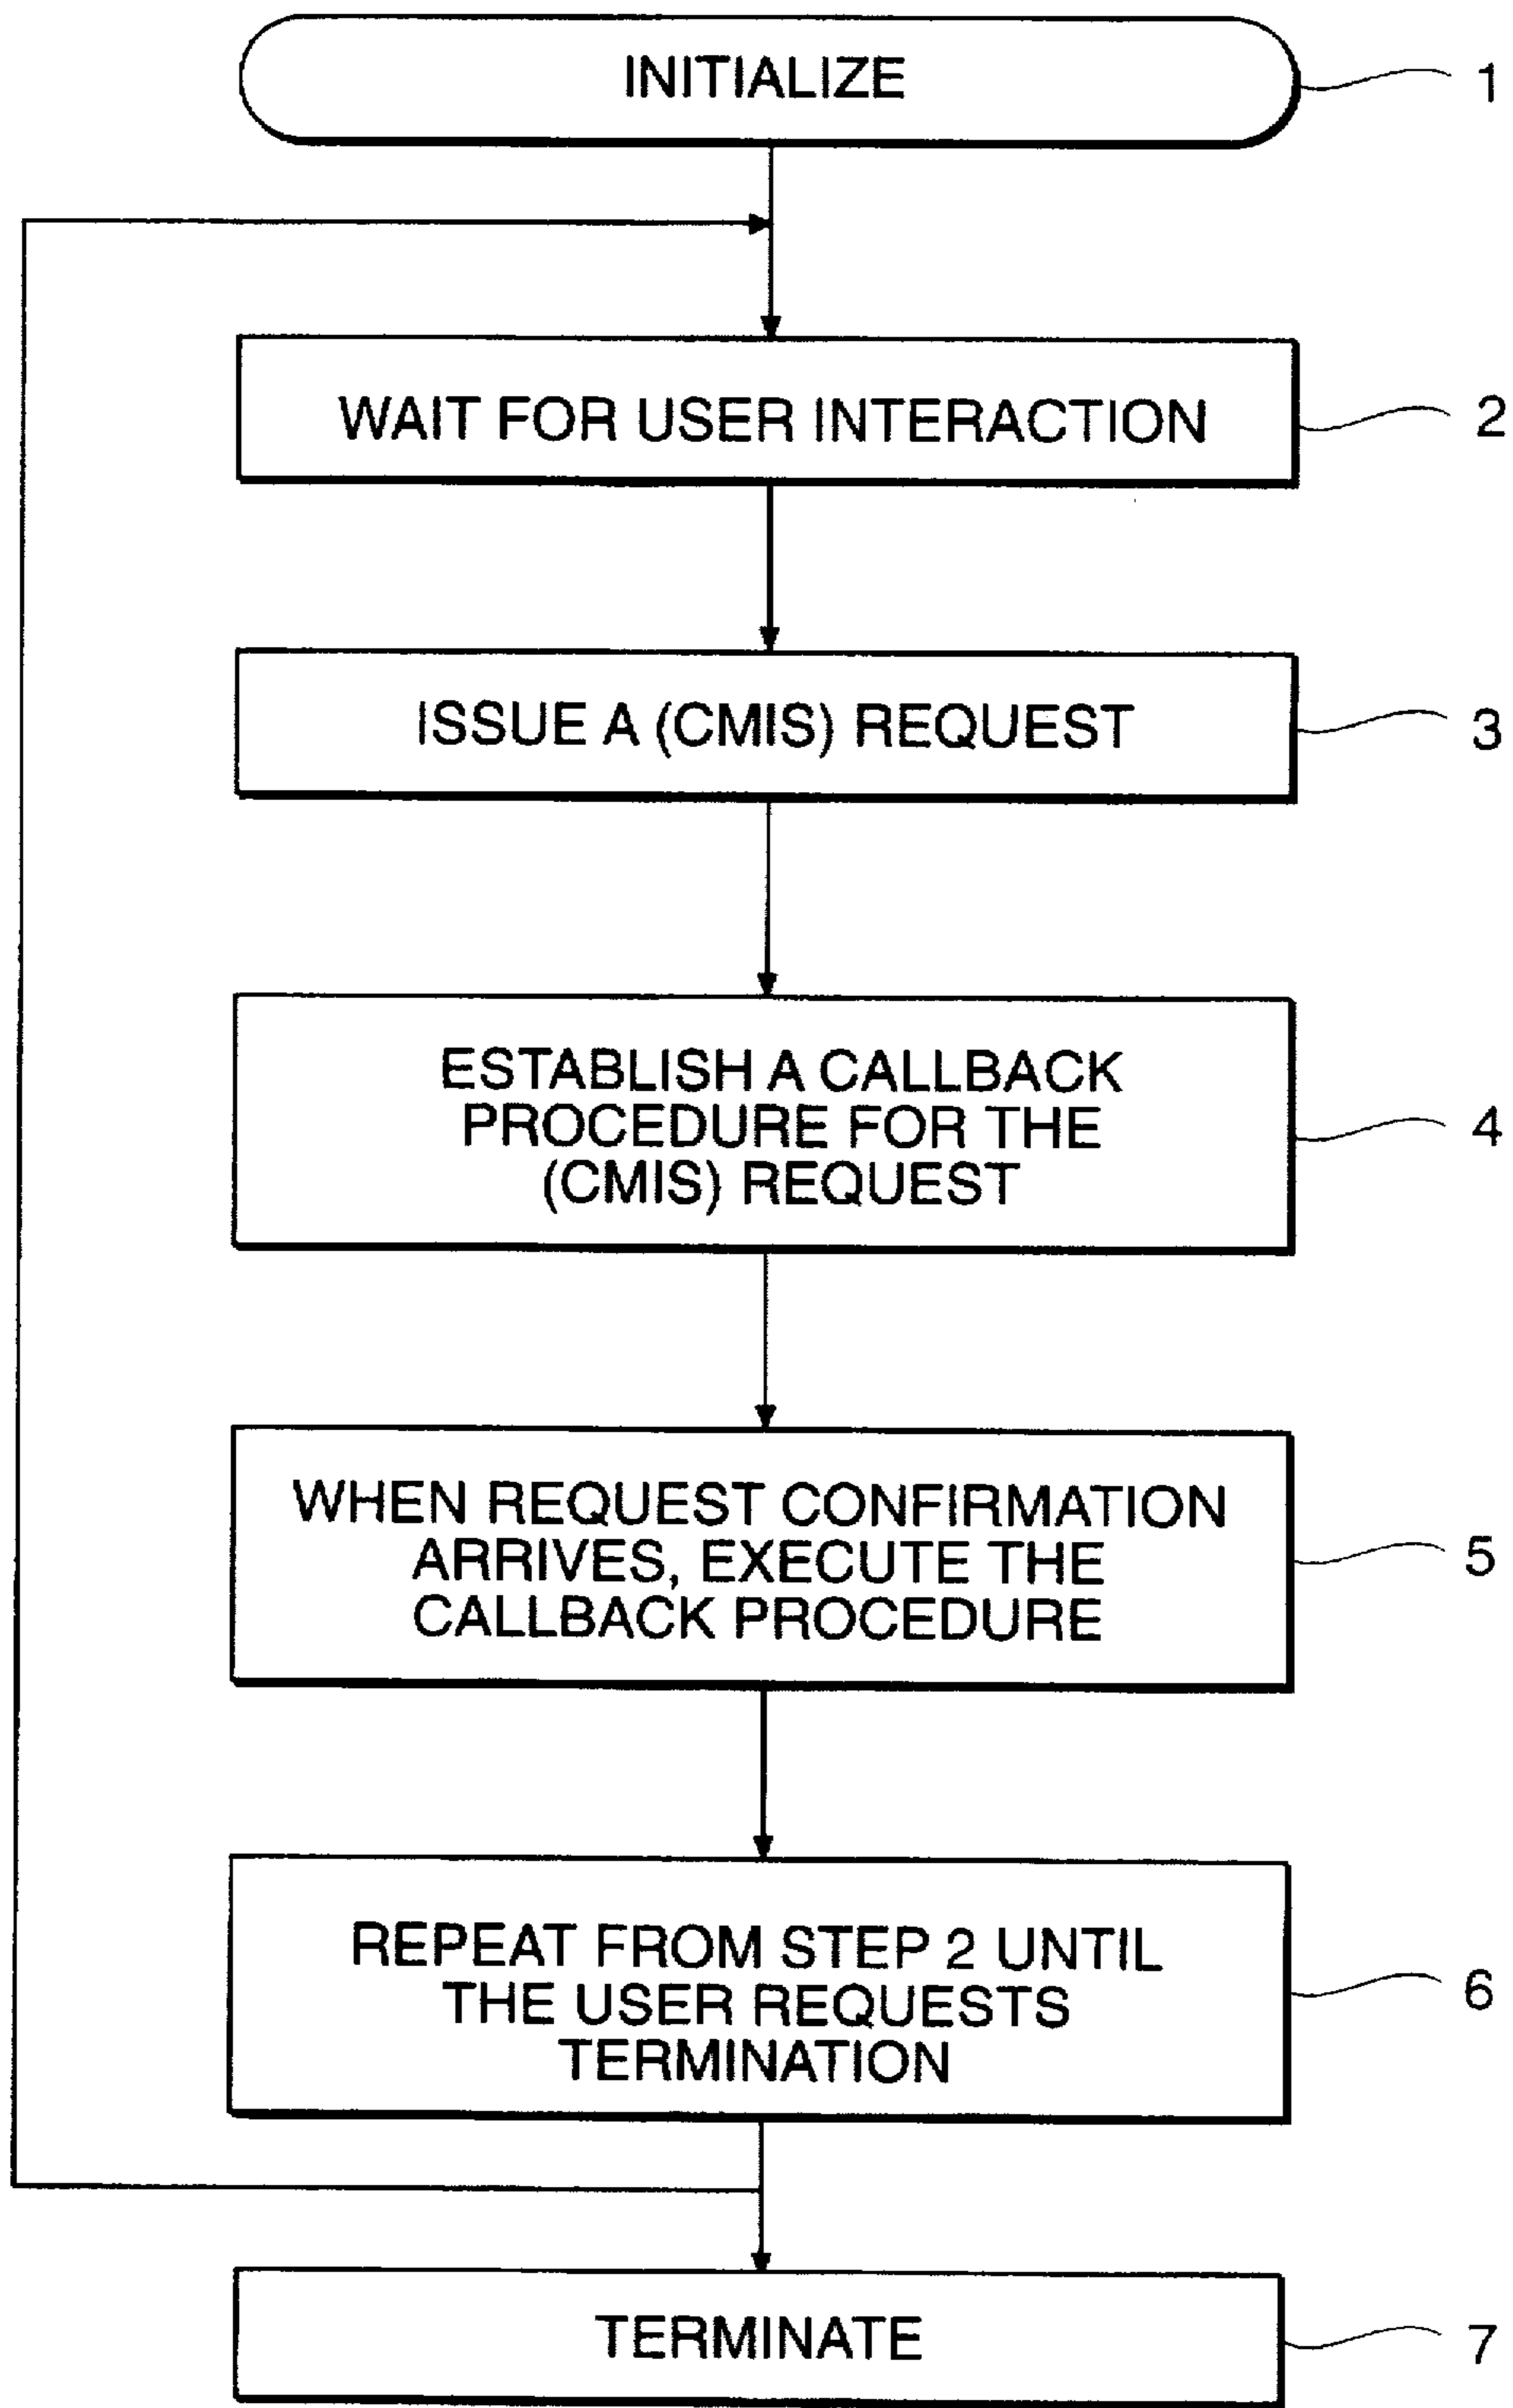 INITIALIZE
1
WAIT FOR USER INTERACTION
2
ISSUE A (CMIS) REQUEST
3
ESTABLISH A CALLBACK
PROCEDURE FOR THE
(CMIS) REQUEST
4
WHEN REQUEST CONFIRMATION
ARRIVES, EXECUTE THE
CALLBACK PROCEDURE
5
REPEAT FROM STEP 2 UNTIL
THE USER REQUESTS
TERMINATION
6
TERMINATE
7